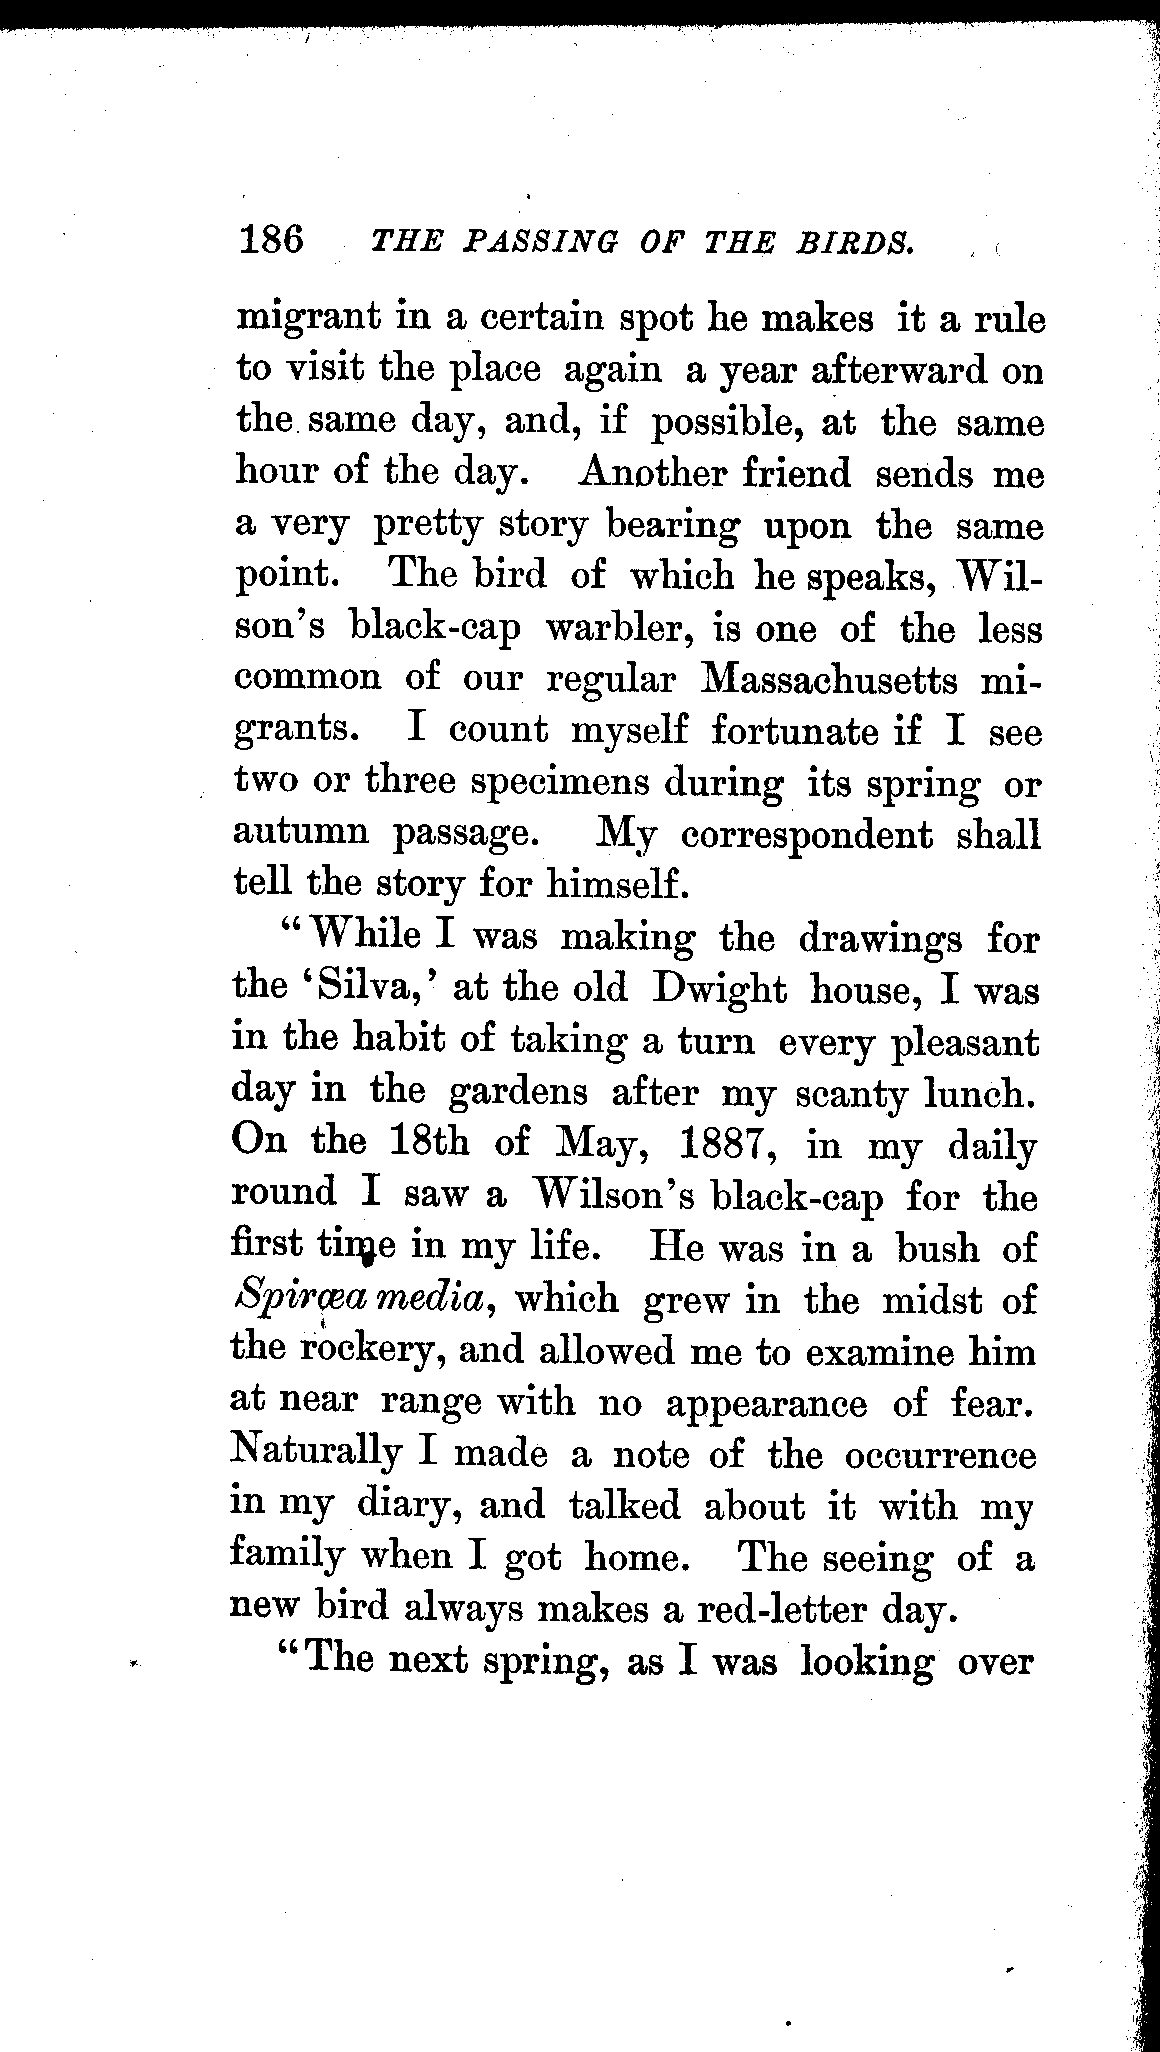 186 THE PASSING OF THE BIRDS.
migrant in a certain spot he makes it a rule
to visit the place again a year afterward on
the same day, and, if possible, at the same
hour of the day. Another friend sends me
a very pretty story bearing upon the same
point. The bird of which he speaks, Wil-
son's black-cap warbler, is one of the less
common of our regular Massachusetts mi-
grants. I count myself fortunate if I see
two or three specimens during its spring or
autumn passage. My correspondent shall
tell the story for himself.
"While I was making the drawings for
the 'Silva,' at the old Dwight house, I was
in the habit of taking a turn every pleasant
day in the gardens after my scanty lunch.
On the 18th of May, 1887, in my daily
round I saw a Wilson's black-cap for the
first time in my life. He was in a bush of
Spiræa media, which grew in the midst of
the rockery, and allowed me to examine him
at near range with no appearance of fear.
Naturally I made a note of the occurrence
in my diary, and talked about it with my
family when I got home. The seeing of a
new bird always makes a red-letter day.
"The next spring, as I was looking over